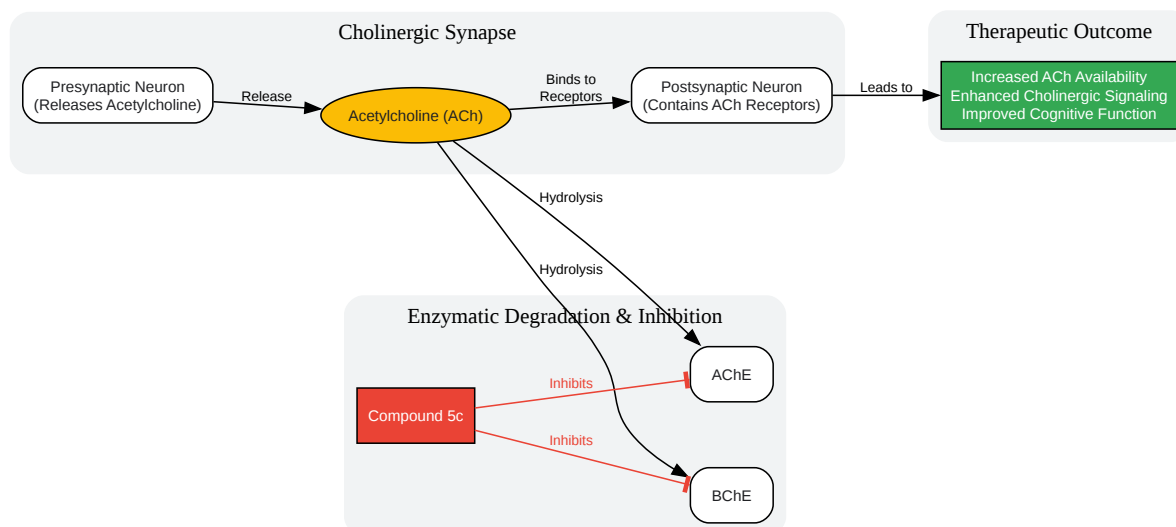 Cholinergic Synapse
Therapeutic Outcome
Presynaptic Neuron
(Releases Acetylcholine)
Release
Acetylcholine (ACh)
Binds to
Receptors
Postsynaptic Neuron
(Contains ACh Receptors)
Leads to
Increased ACh Availability
Enhanced Cholinergic Signaling
Improved Cognitive Function
Hydrolysis
Hydrolysis
Enzymatic Degradation & Inhibition
Compound 5c
Inhibits
AChE
Inhibits
BChE